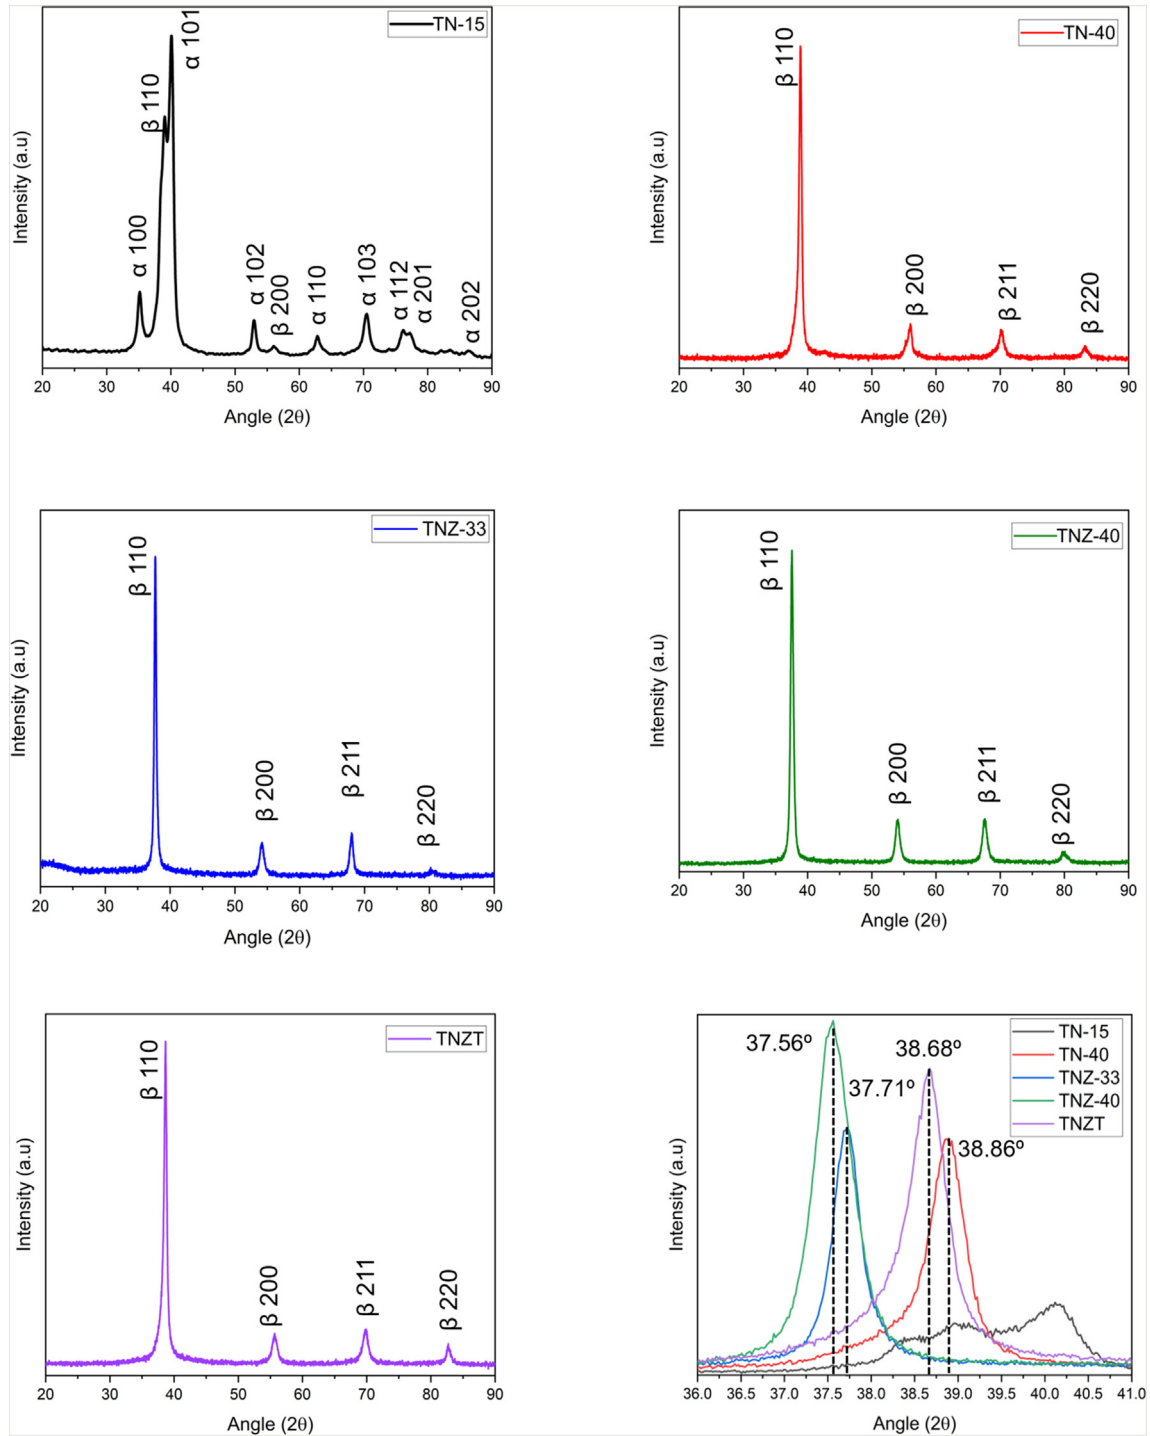 TN-15
α 101
β 110
α 100
α 102
β 200
α 110
α 103
α 112
α 201
α 202
Intensity (a.u)
20 30 40 50 60 70 80 90
Angle (2θ)
TN-40
β 110
β 200
β 211
β 220
Intensity (a.u)
20 30 40 50 60 70 80 90
Angle (2θ)
TNZ-33
β 110
β 200
β 211
β 220
Intensity (a.u)
20 30 40 50 60 70 80 90
Angle (2θ)
TNZ-40
β 110
β 200
β 211
β 220
Intensity (a.u)
20 30 40 50 60 70 80 90
Angle (2θ)
TNZT
β 110
β 200
β 211
β 220
Intensity (a.u)
20 30 40 50 60 70 80 90
Angle (2θ)
TN-15
TN-40
TNZ-33
TNZ-40
TNZT
37.56º
38.68º
37.71º
38.86º
Intensity (a.u)
36.0 36.5 37.0 37.5 38.0 38.5 39.0 39.5 40.0 40.5 41.0
Angle (2θ)